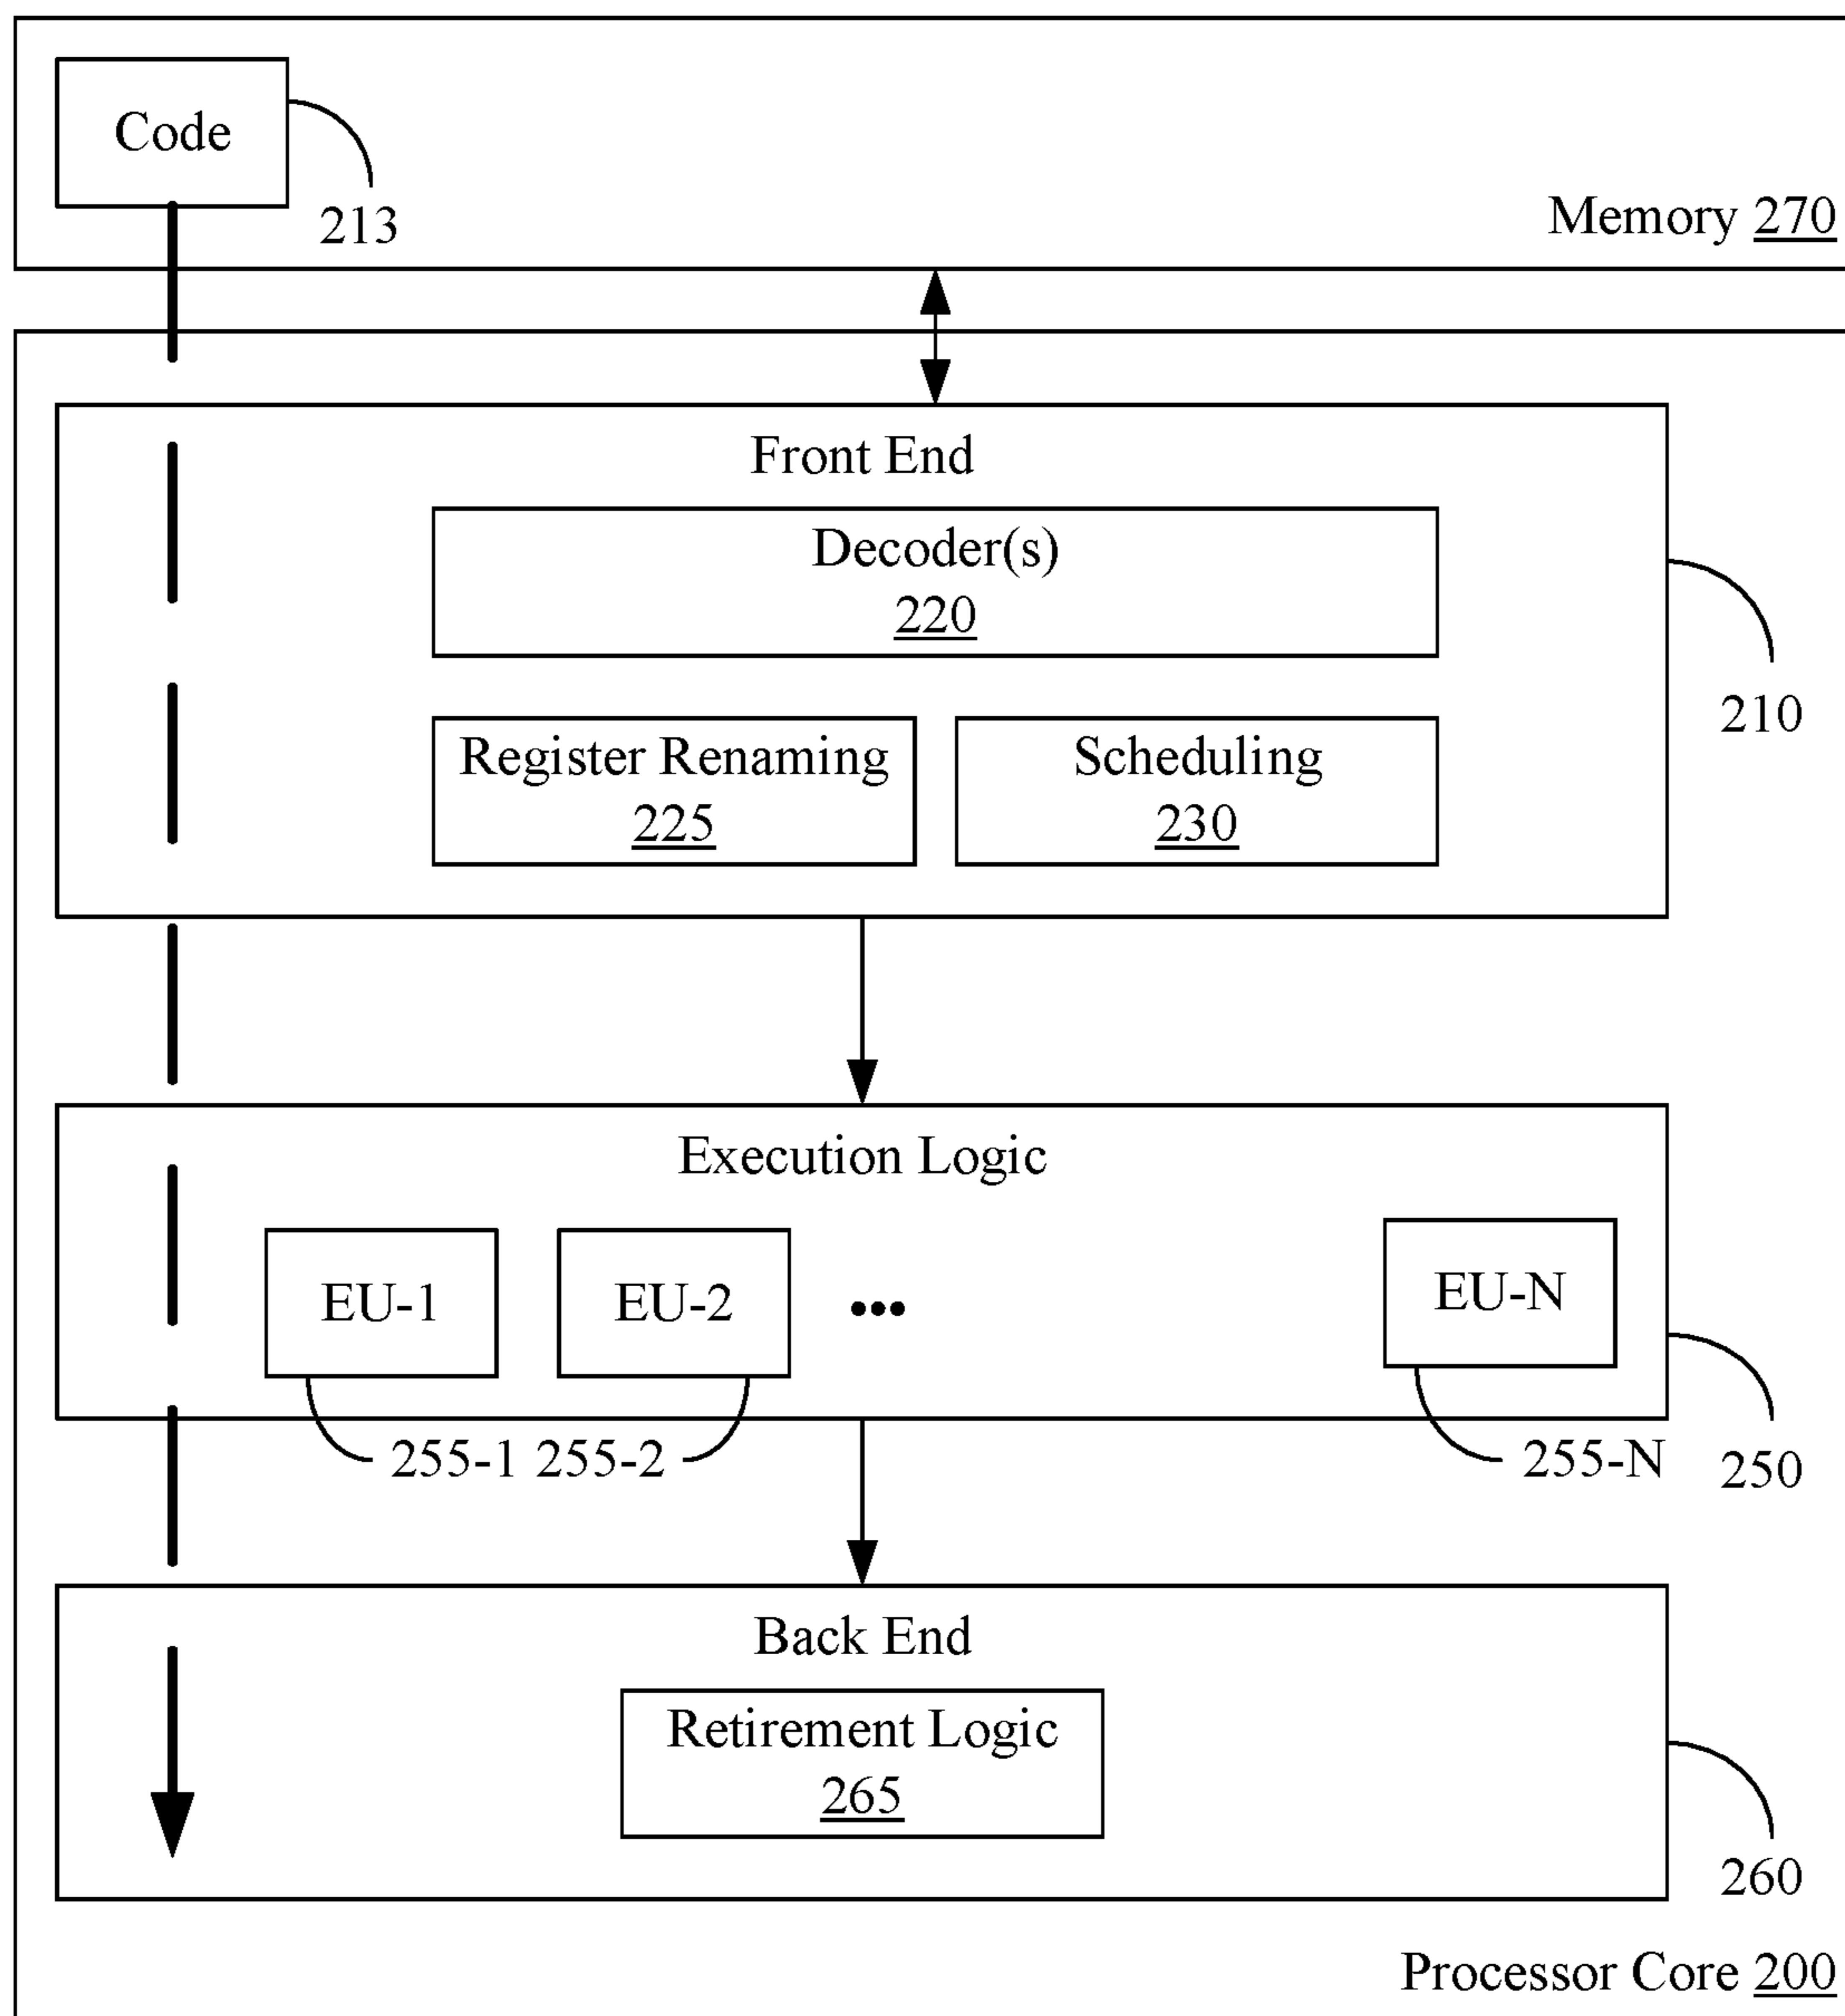 Code
213
Memory 270
Front End
Decoder(s)
220
210
Register Renaming
225
Scheduling
230
Execution Logic
EU-1
EU-2
•••
EU-N
255-1 255-2
255-N
250
Back End
Retirement Logic
265
260
Processor Core 200